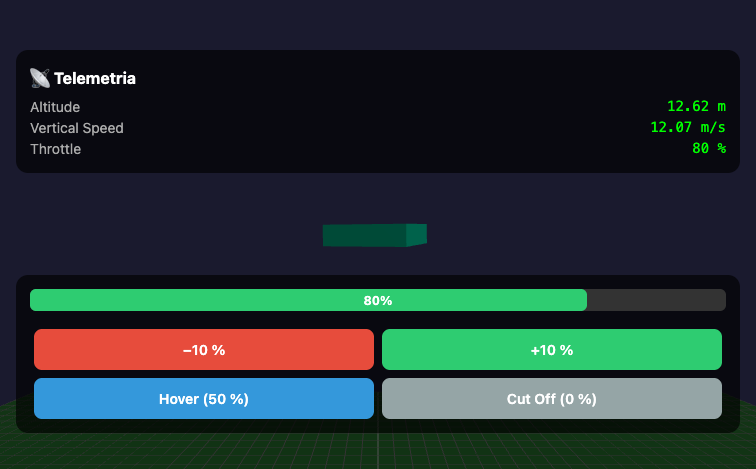 📡 Telemetria
Altitude 12.62 m
Vertical Speed 12.07 m/s
Throttle 80 %
80%
−10 % +10 %
Hover (50 %) Cut Off (0 %)